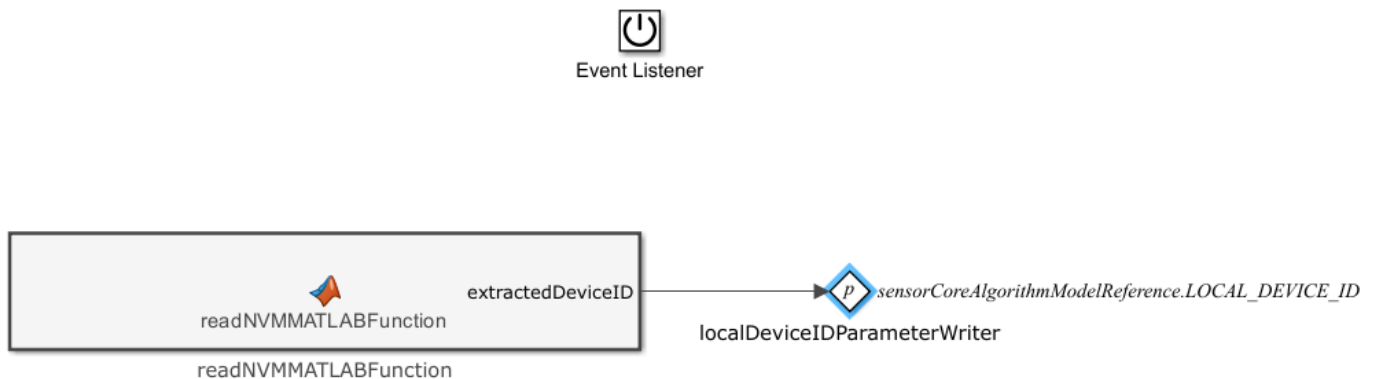 Event Listener
extractedDeviceID
readNVMMATLABFunction
p
sensorCoreAlgorithmModelReference.LOCAL_DEVICE_ID
localDeviceIDParameterWriter
readNVMMATLABFunction